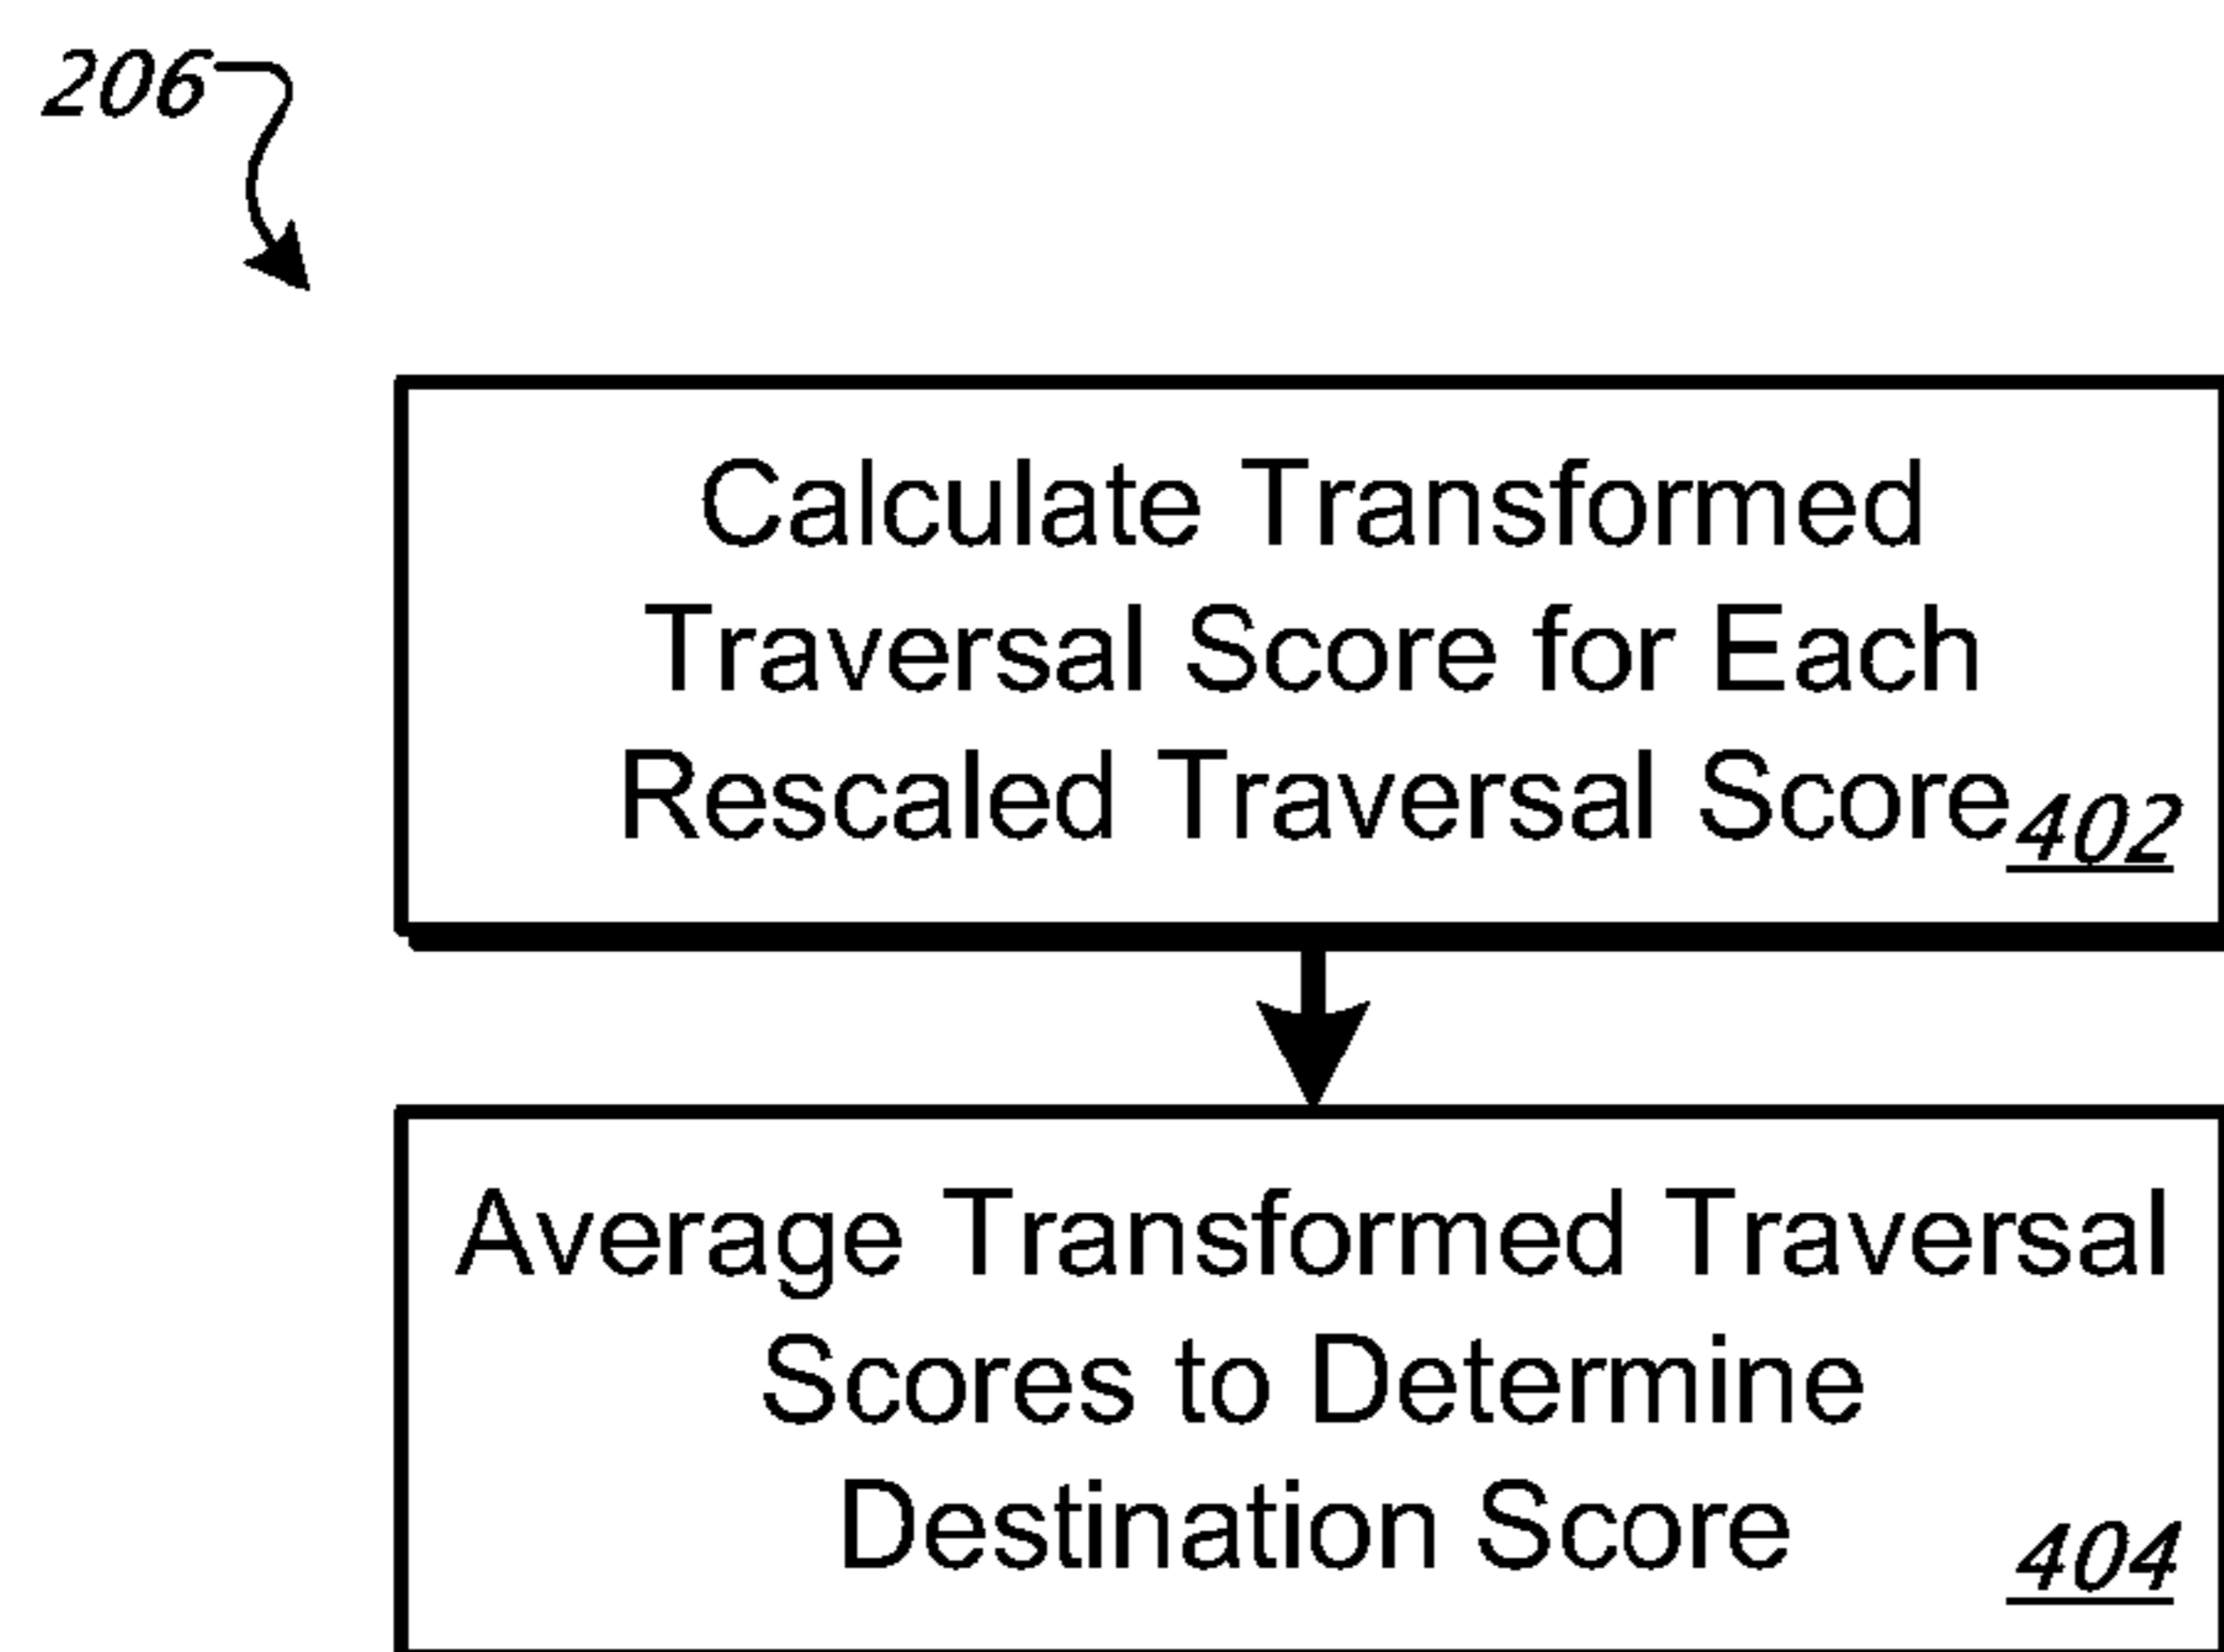 206
Calculate Transformed
Traversal Score for Each
Rescaled Traversal Score 402
Average Transformed Traversal
Scores to Determine
Destination Score 404